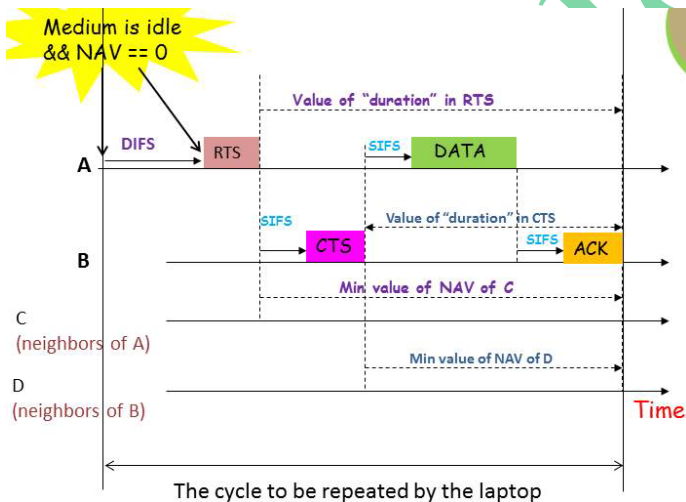 Medium is idle
&& NAV == 0
Value of "duration" in RTS
DIFS
RTS
SIFS
DATA
A
SIFS
CTS
Value of "duration" in CTS
SIFS
ACK
B
Min value of NAV of C
C
(neighbors of A)
Min value of NAV of D
D
(neighbors of B)
Time
The cycle to be repeated by the laptop